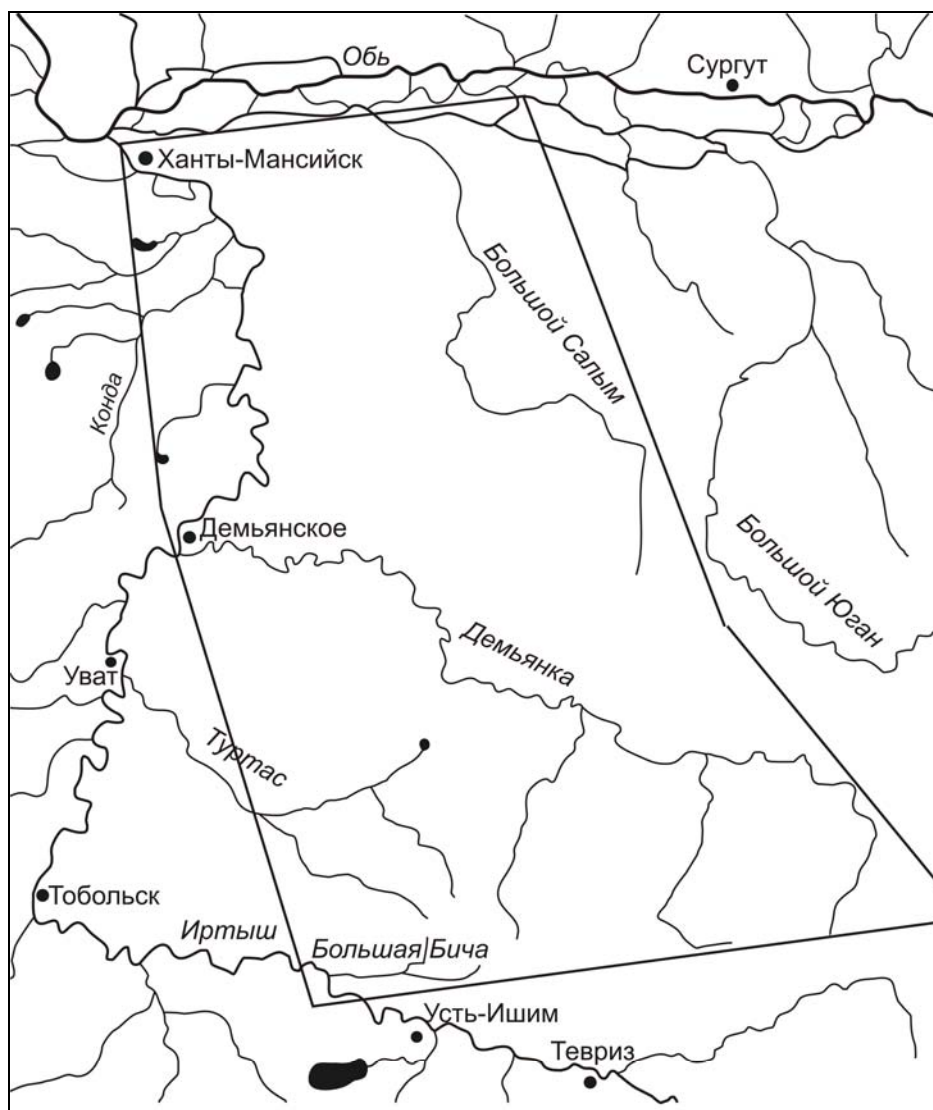 Обь
Сургут
Ханты-Мансийск
Большой Салым
Конда
Демьянское
Большой Юган
Демьянка
Уват
Туртас
Тобольск
Иртыш
Большая Бича
Усть-Ишим
Тевриз